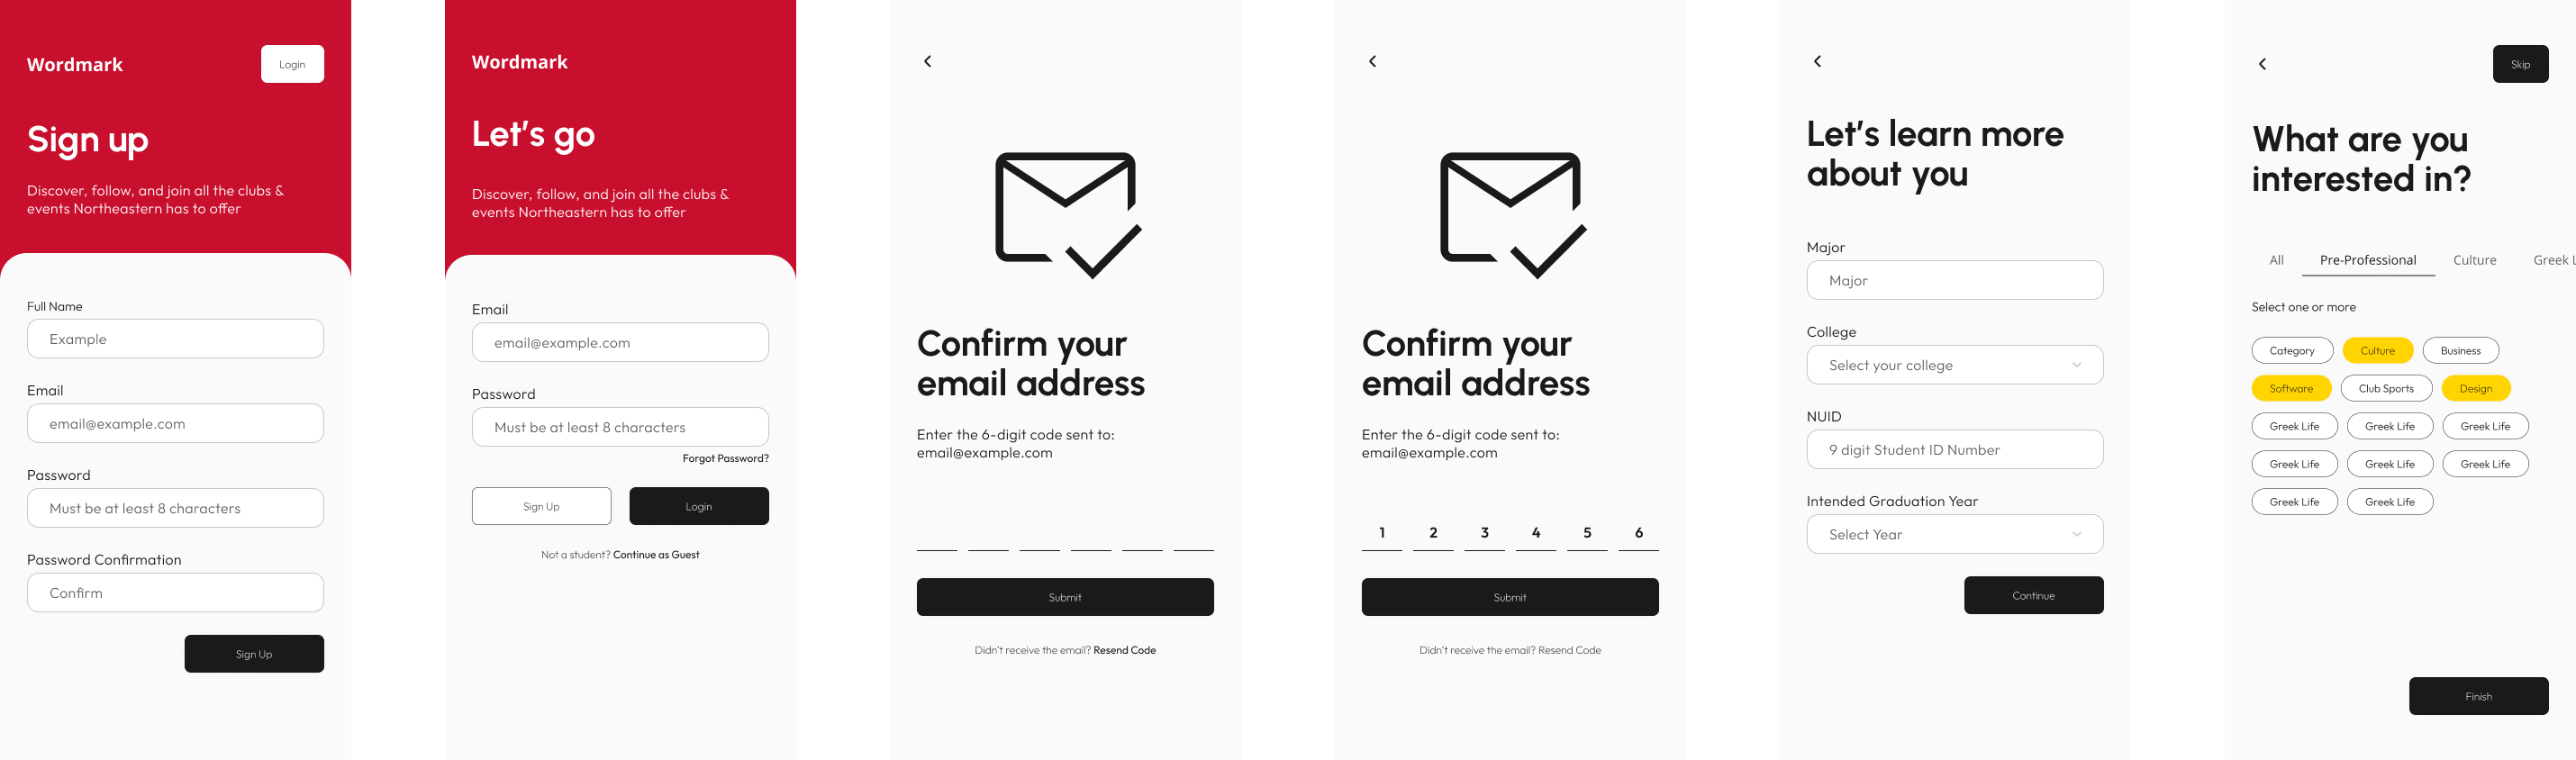 Wordmark
Login
Sign up
Discover, follow, and join all the clubs &
events Northeastern has to offer
Full Name
Example
Email
email@example.com
Password
Must be at least 8 characters
Password Confirmation
Confirm
Sign Up
Wordmark
Let's go
Discover, follow, and join all the clubs &
events Northeastern has to offer
Email
email@example.com
Password
Must be at least 8 characters
Forgot Password?
Sign Up
Login
Not a student? Continue as Guest
Confirm your
email address
Enter the 6-digit code sent to:
email@example.com
Submit
Didn't receive the email? Resend Code
Confirm your
email address
Enter the 6-digit code sent to:
email@example.com
1 2 3 4 5 6
Submit
Didn't receive the email? Resend Code
Let's learn more
about you
Major
Major
College
Select your college
NUID
9 digit Student ID Number
Intended Graduation Year
Select Year
Continue
Skip
What are you
interested in?
All Pre-Professional Culture Greek L
Select one or more
Category Culture Business
Software Club Sports Design
Greek Life Greek Life Greek Life
Greek Life Greek Life Greek Life
Greek Life Greek Life
Finish